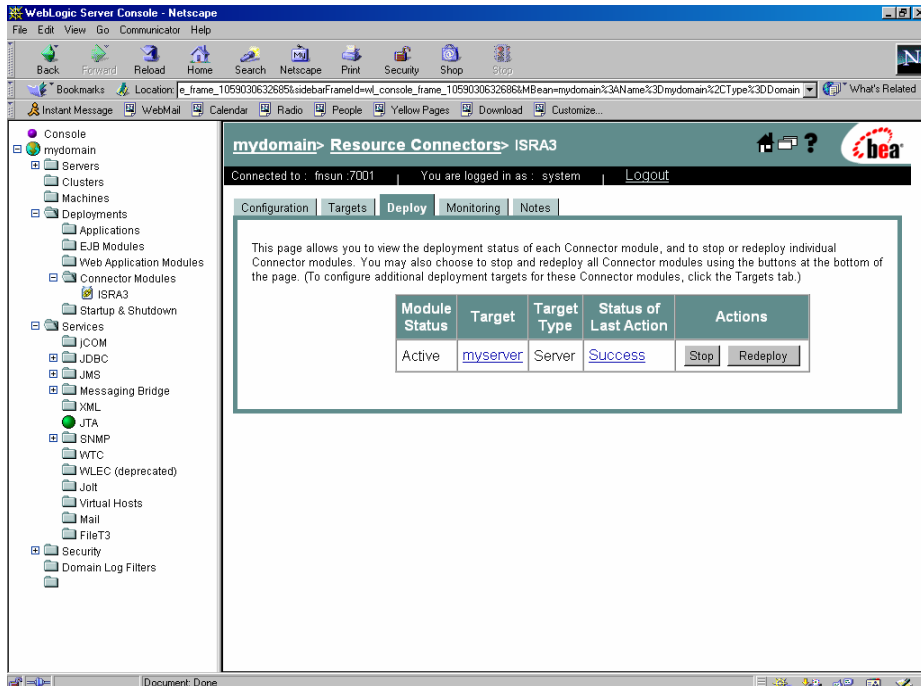 WebLogic Server Console - Netscape
File Edit View Go Communicator Help
Back Forward Reload Home Search Netscape My Print Security Shop Stop N
Bookmarks Location: e_frame_1059030632685&sidebarFrameId=wl_console_frame_1059030632686&MBean=mydomain%3AName%3Dmydomain%2CType%3DDomain What's Related
Instant Message WebMail Calendar Radio People Yellow Pages Download Customize...
Console
mydomain
Servers
Clusters
Machines
Deployments
Applications
EJB Modules
Web Application Modules
Connector Modules
ISRA3
Startup & Shutdown
Services
jCOM
JDBC
JMS
Messaging Bridge
XML
JTA
SNMP
WTC
WLEC (deprecated)
Jolt
Virtual Hosts
Mail
FileT3
Security
Domain Log Filters
mydomain> Resource Connectors> ISRA3
? bea
Connected to : fnsun :7001 | You are logged in as : system | Logout
Configuration Targets Deploy Monitoring Notes
This page allows you to view the deployment status of each Connector module, and to stop or redeploy individual
Connector modules. You may also choose to stop and redeploy all Connector modules using the buttons at the bottom of
the page. (To configure additional deployment targets for these Connector modules, click the Targets tab.)
Module Status Target Target Type Status of Last Action Actions
Active myserver Server Success Stop Redeploy
Document: Done